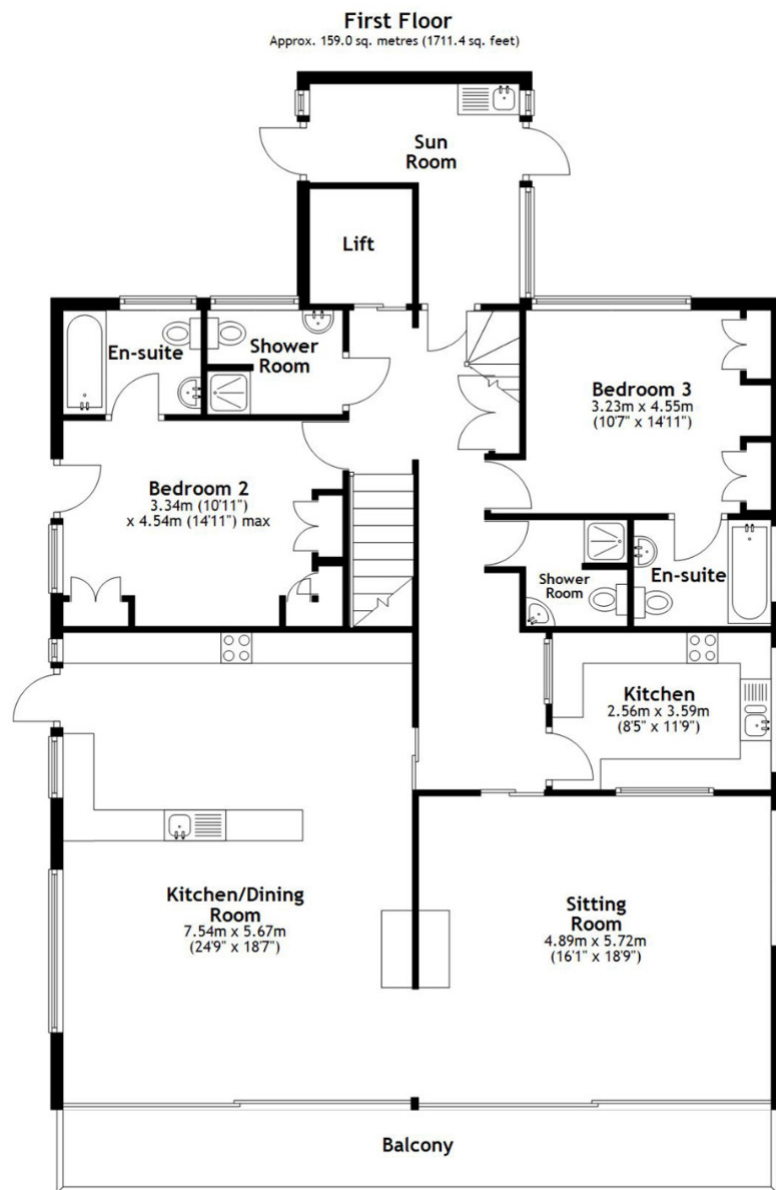 First Floor
Approx. 159.0 sq. metres (1711.4 sq. feet)
Sun
Room
Lift
En-suite
Shower
Room
Bedroom 3
3.23m x 4.55m
(10'7" x 14'11")
Bedroom 2
3.34m (10'11")
x 4.54m (14'11") max
Shower
Room
En-suite
Kitchen
2.56m x 3.59m
(8'5" x 11'9")
Kitchen/Dining
Room
7.54m x 5.67m
(24'9" x 18'7")
Sitting
Room
4.89m x 5.72m
(16'1" x 18'9")
Balcony